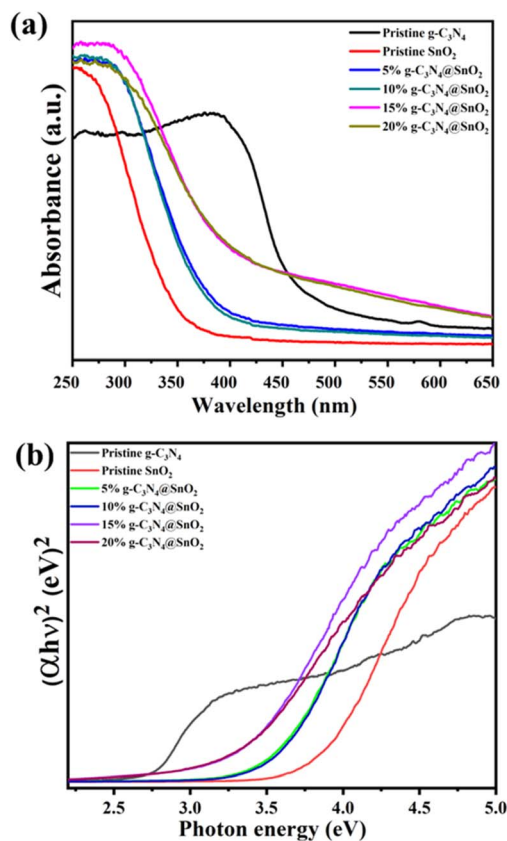 (a)
Absorbance (a.u.)
Pristine g-C₃N₄
Pristine SnO₂
5% g-C₃N₄@SnO₂
10% g-C₃N₄@SnO₂
15% g-C₃N₄@SnO₂
20% g-C₃N₄@SnO₂
250 300 350 400 450 500 550 600 650
Wavelength (nm)
(b)
(αhν)² (eV)²
Pristine g-C₃N₄
Pristine SnO₂
5% g-C₃N₄@SnO₂
10% g-C₃N₄@SnO₂
15% g-C₃N₄@SnO₂
20% g-C₃N₄@SnO₂
2.5 3.0 3.5 4.0 4.5 5.0
Photon energy (eV)